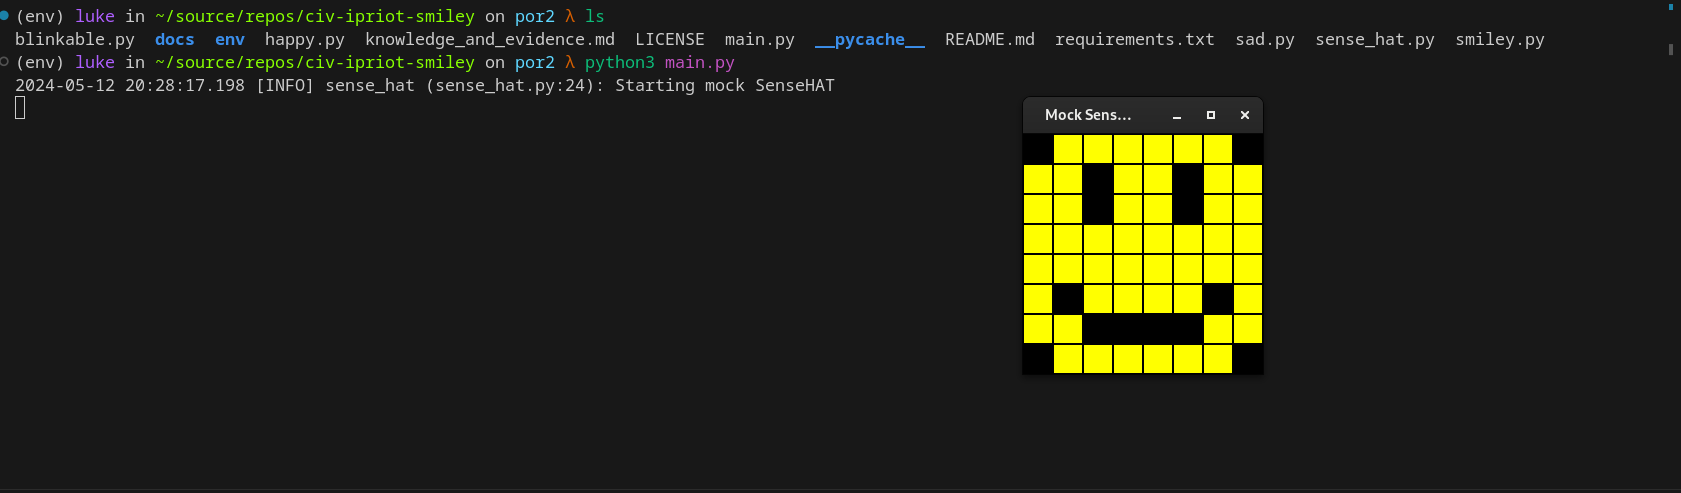 (env) luke in ~/source/repos/civ-ipriot-smiley on por2 λ ls
blinkable.py docs env happy.py knowledge_and_evidence.md LICENSE main.py __pycache__ README.md requirements.txt sad.py sense_hat.py smiley.py
(env) luke in ~/source/repos/civ-ipriot-smiley on por2 λ python3 main.py
2024-05-12 20:28:17.198 [INFO] sense_hat (sense_hat.py:24): Starting mock SenseHAT
Mock Sens...